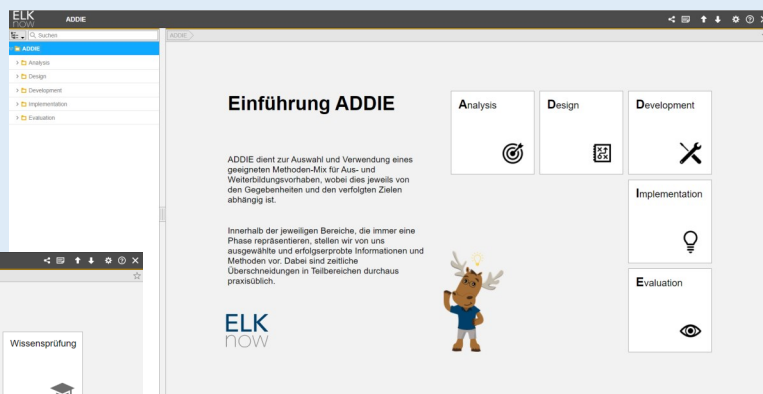 ELK
now
ADDIE
Suchen
ADDIE
ADDIE
Analysis
Design
Development
Implementation
Evaluation
Einführung ADDIE
ADDIE dient zur Auswahl und Verwendung eines
geeigneten Methoden-Mix für Aus- und
Weiterbildungsvorhaben, wobei dies jeweils von
den Gegebenheiten und den verfolgten Zielen
abhängig ist.
Innerhalb der jeweiligen Bereiche, die immer eine
Phase repräsentieren, stellen wir von uns
ausgewählte und erfolgserprobte Informationen und
Methoden vor. Dabei sind zeitliche
Überschneidungen in Teilbereichen durchaus
praxisüblich.
ELK
now
Analysis
Design
Development
Implementation
Evaluation
Wissensprüfung